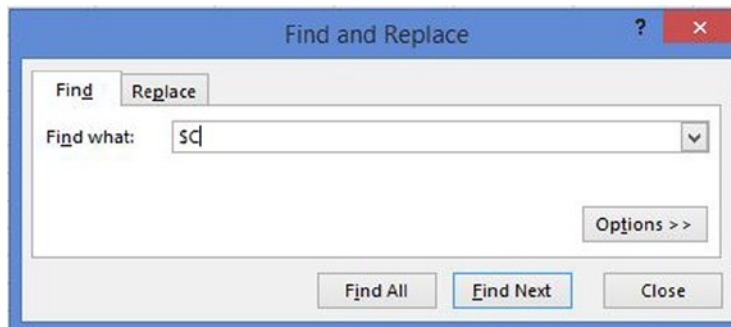 Find and Replace ? ×
Find Replace
Find what: $C
Options >>
Find All Find Next Close